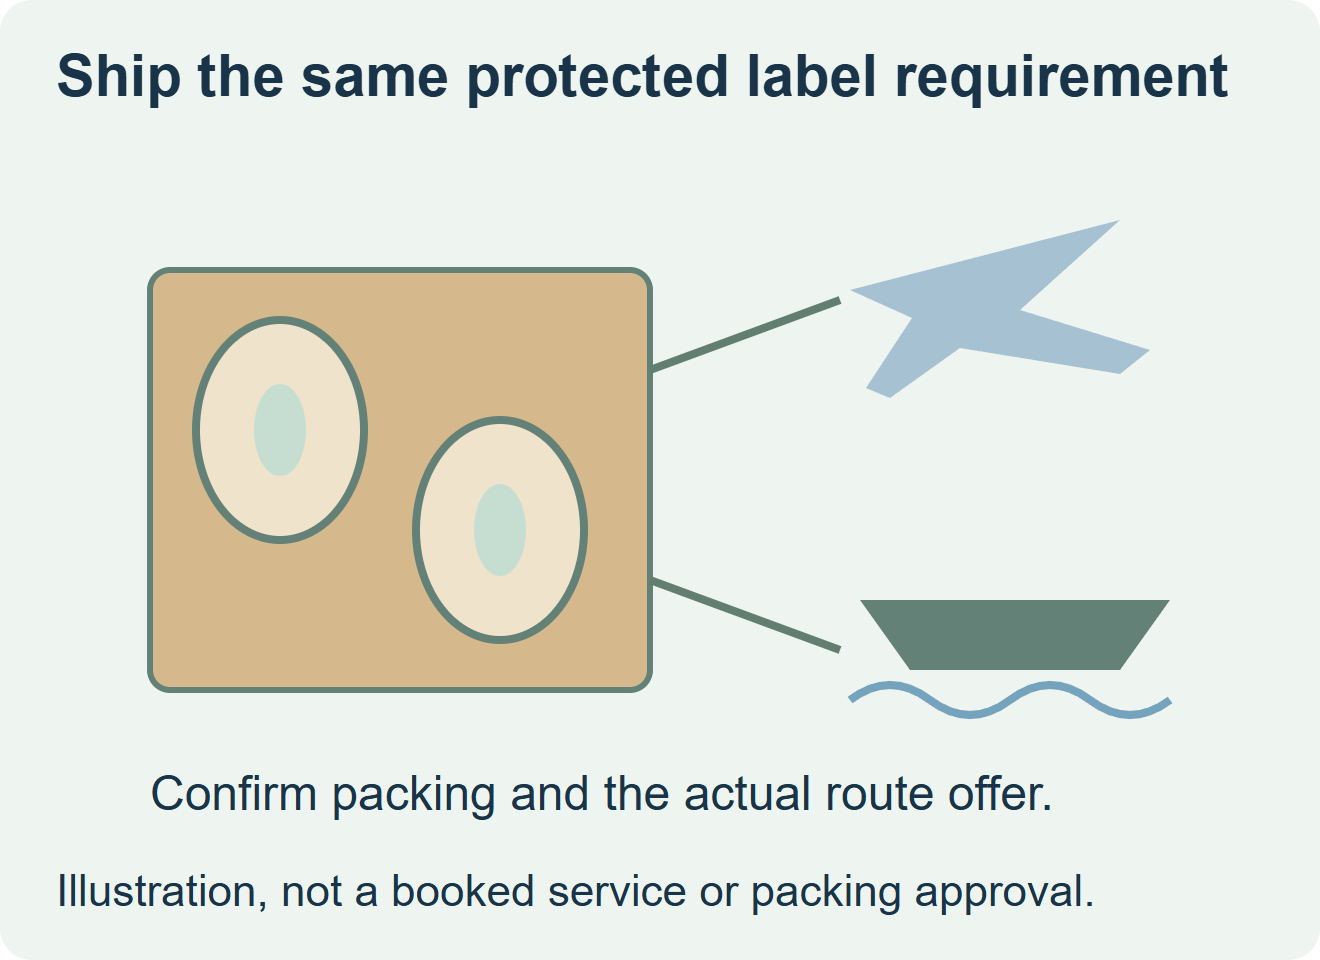 Ship the same protected label requirement
Confirm packing and the actual route offer.
Illustration, not a booked service or packing approval.